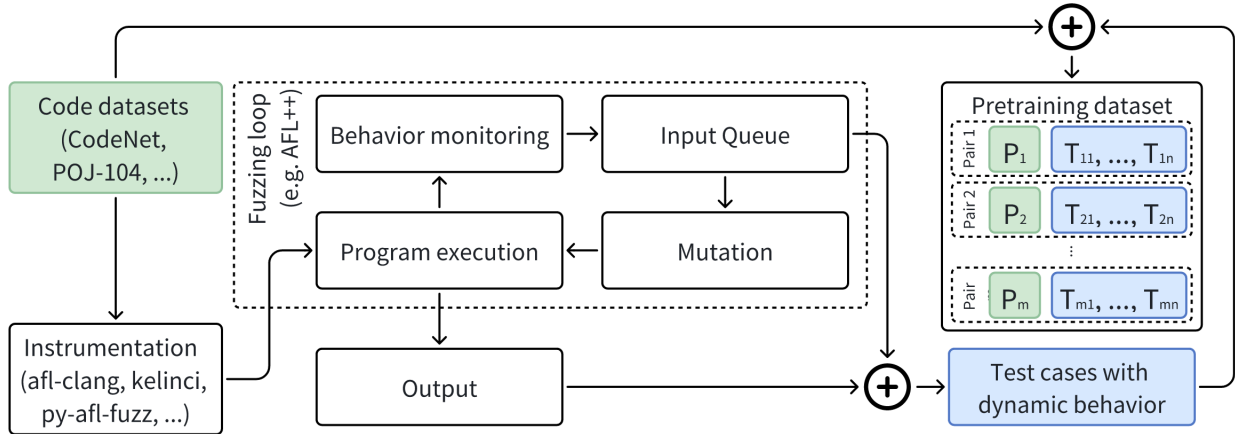 Code datasets
(CodeNet,
POJ-104, ...)
Instrumentation
(afl-clang, kelinci,
py-afl-fuzz, ...)
Fuzzing loop
(e.g. AFL++)
Behavior monitoring
Input Queue
Program execution
Mutation
Output
Test cases with
dynamic behavior
Pretraining dataset
Pair 1 P1 T11, ..., T1n
Pair 2 P2 T21, ..., T2n
...
Pair Pm Tm1, ..., Tmn